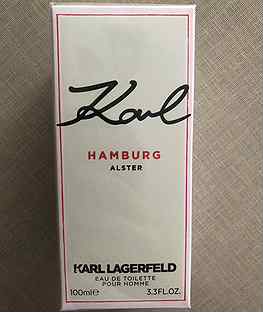 Karl
HAMBURG
ALSTER
KARL LAGERFELD
EAU DE TOILETTE
POUR HOMME
100ml℮ 3.3FL.OZ.